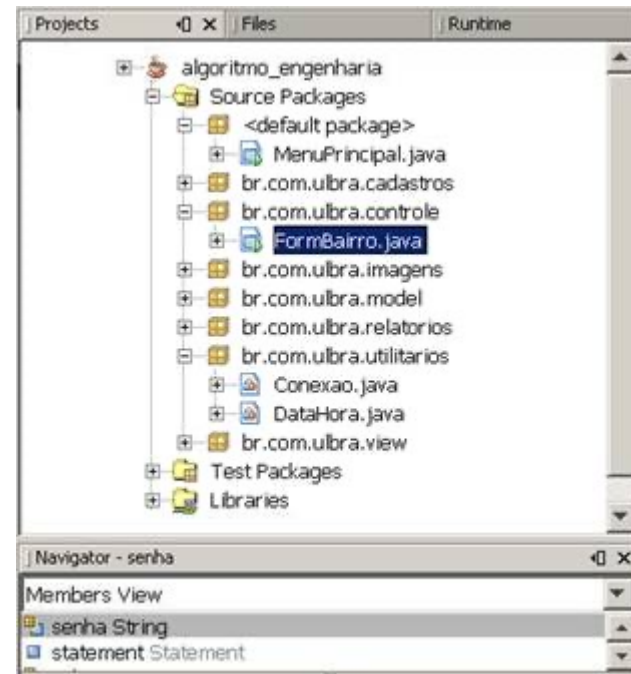 Projects Files Runtime
algoritmo_engenharia
Source Packages
<default package>
MenuPrincipal.java
br.com.ulbra.cadastros
br.com.ulbra.controle
FormBairro.java
br.com.ulbra.imagens
br.com.ulbra.model
br.com.ulbra.relatorios
br.com.ulbra.utilitarios
Conexao.java
DataHora.java
br.com.ulbra.view
Test Packages
Libraries
Navigator - senha
Members View
senha String
statement Statement